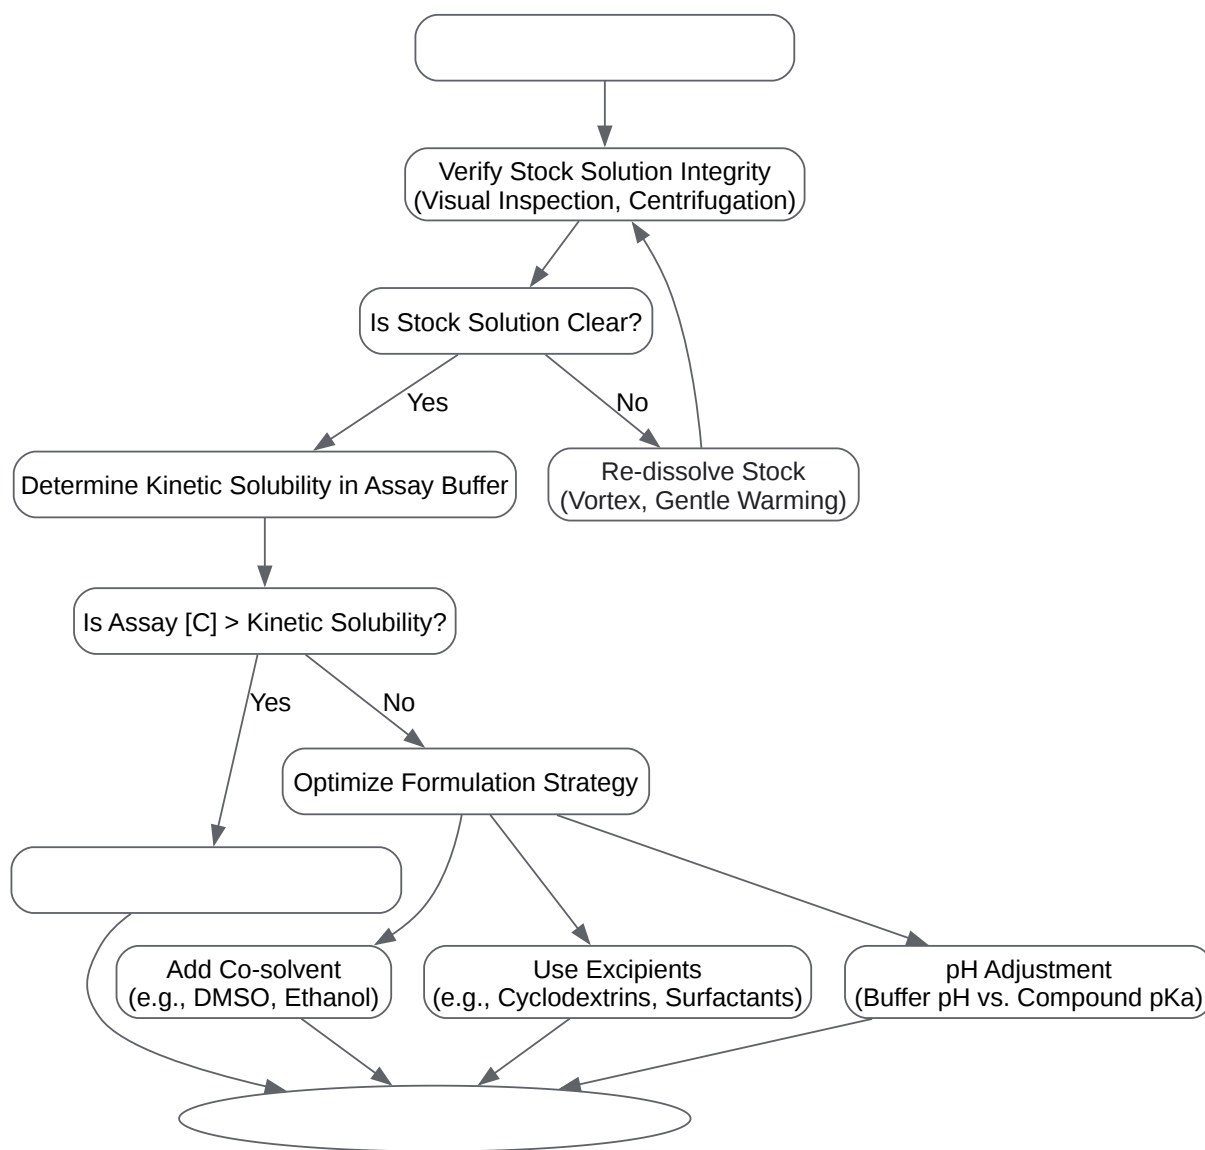 Verify Stock Solution Integrity
(Visual Inspection, Centrifugation)
Is Stock Solution Clear?
Yes
No
Determine Kinetic Solubility in Assay Buffer
Re-dissolve Stock
(Vortex, Gentle Warming)
Is Assay [C] > Kinetic Solubility?
Yes
No
Optimize Formulation Strategy
Add Co-solvent
(e.g., DMSO, Ethanol)
Use Excipients
(e.g., Cyclodextrins, Surfactants)
pH Adjustment
(Buffer pH vs. Compound pKa)